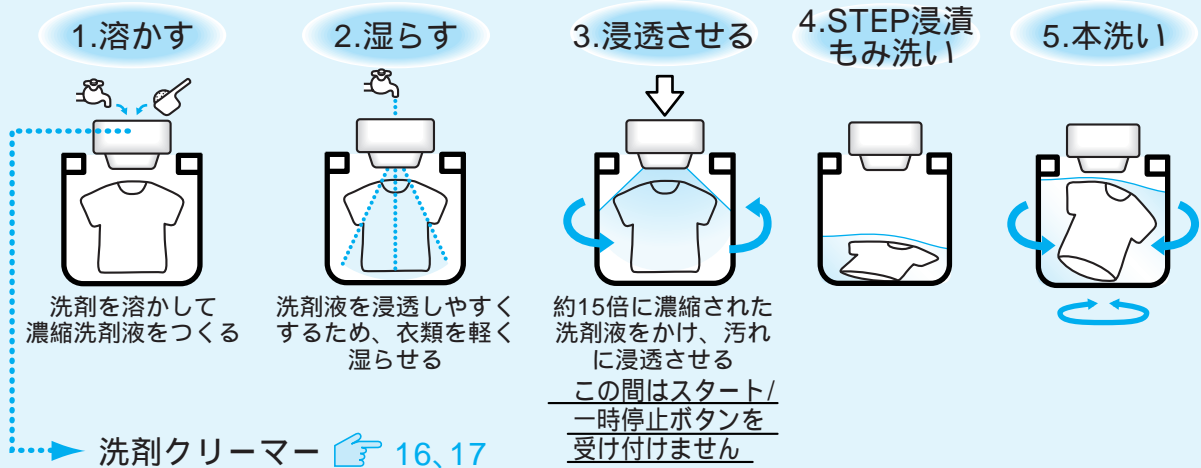 1.溶かす
2.湿らす
3.浸透させる
4.STEP浸漬
もみ洗い
5.本洗い
洗剤を溶かして
濃縮洗剤液をつくる
洗剤液を浸透しやすく
するため、衣類を軽く
湿らせる
約15倍に濃縮された
洗剤液をかけ、汚れ
に浸透させる
この間はスタート/
一時停止ボタンを
受け付けません
洗剤クリーマー 16、17